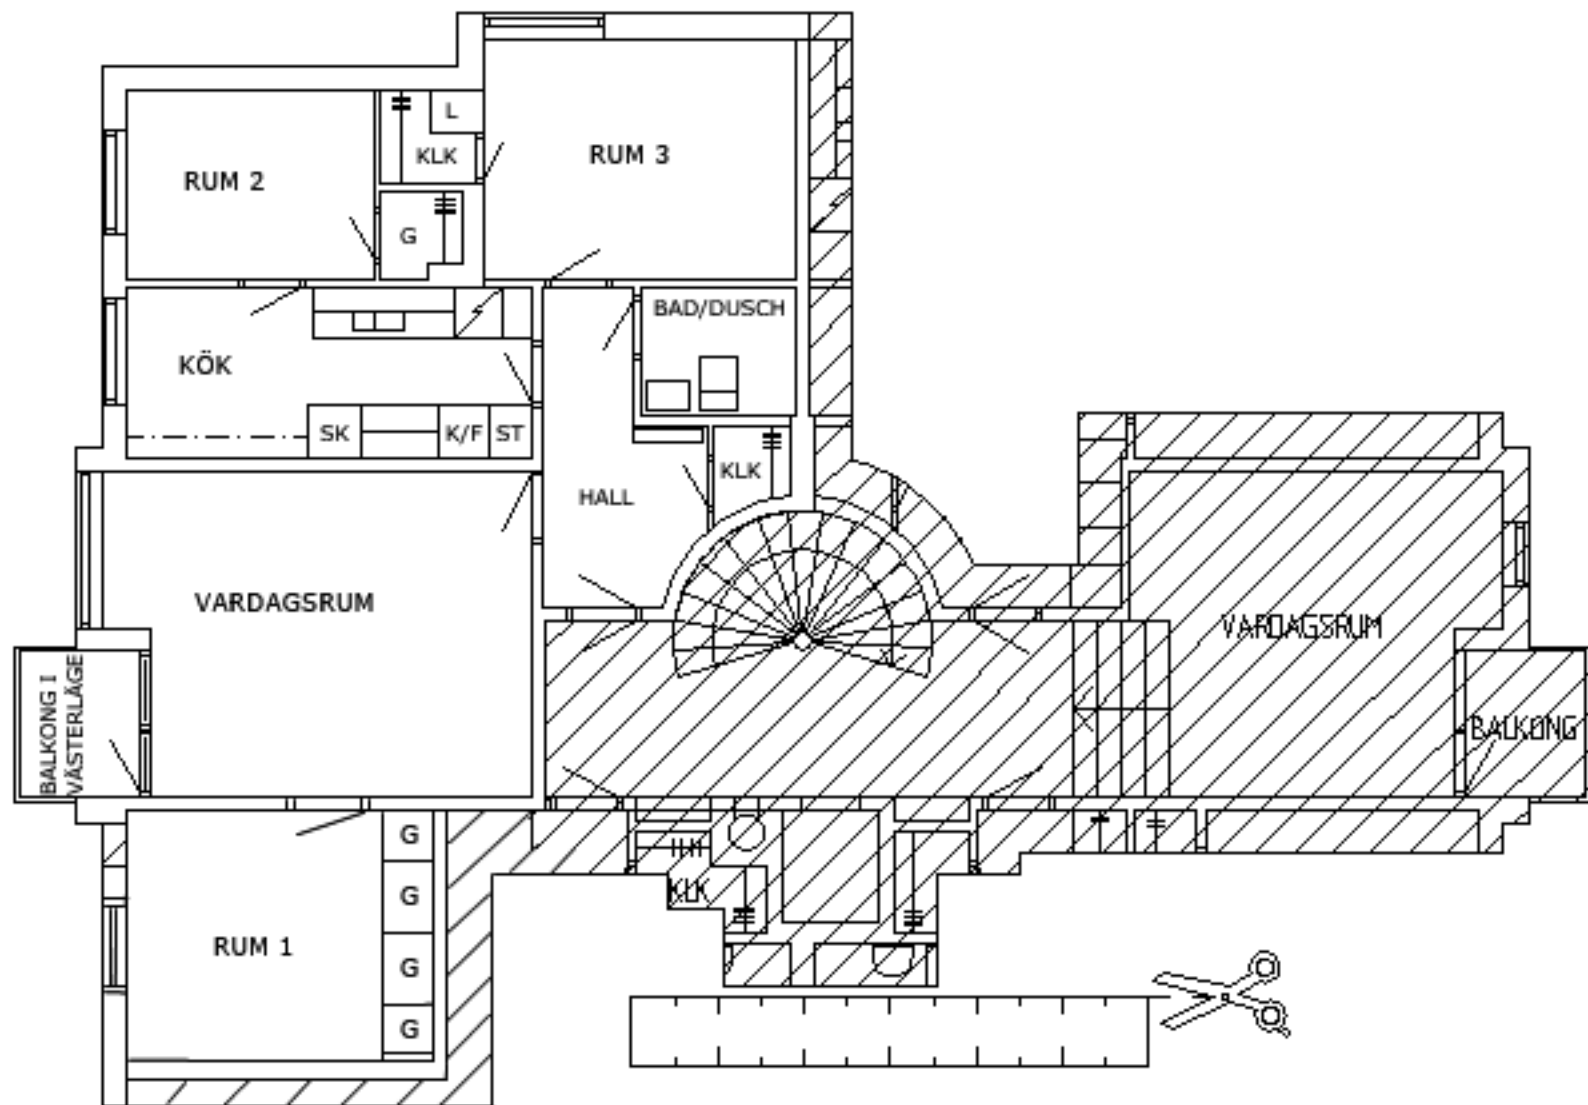 L
KLK
RUM 3
RUM 2
G
BAD/DUSCH
KÖK
SK
K/F
ST
KLK
HALL
VARDAGSRUM
VARDAGSRUM
BALKONG I
VÄSTERLÄGE
BALKONG
G
KLK
G
RUM 1
G
G